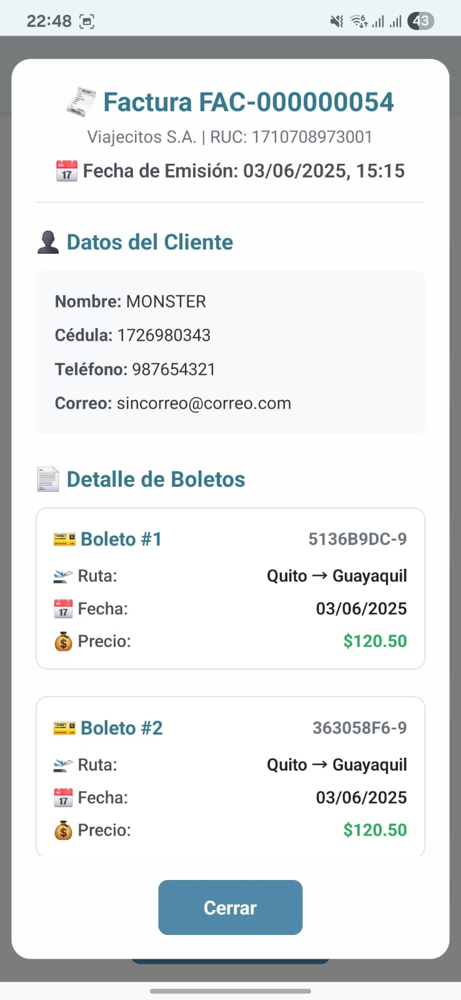 22:48
43
Factura FAC-000000054
Viajecitos S.A. | RUC: 1710708973001
Fecha de Emisión: 03/06/2025, 15:15
Datos del Cliente
Nombre: MONSTER
Cédula: 1726980343
Teléfono: 987654321
Correo: sincorreo@correo.com
Detalle de Boletos
Boleto #1 5136B9DC-9
Ruta: Quito → Guayaquil
Fecha: 03/06/2025
Precio: $120.50
Boleto #2 363058F6-9
Ruta: Quito → Guayaquil
Fecha: 03/06/2025
Precio: $120.50
Cerrar